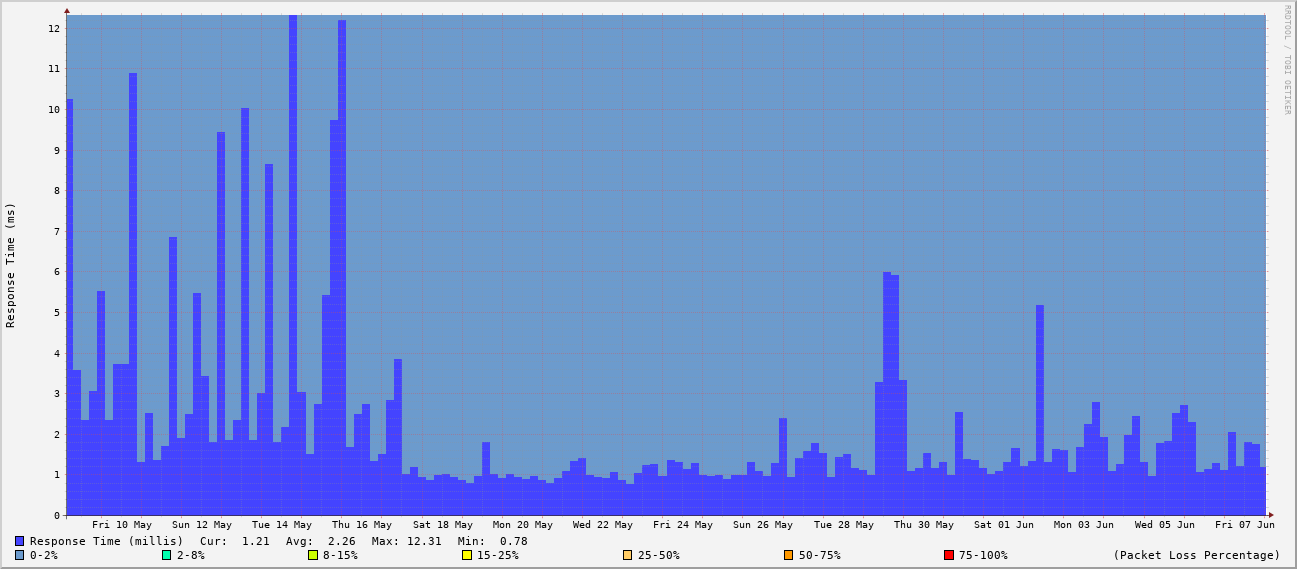 RRDTOOL / TOBI OETIKER
Response Time (ms)
12
11
10
9
8
7
6
5
4
3
2
1
0
Fri 10 May Sun 12 May Tue 14 May Thu 16 May Sat 18 May Mon 20 May Wed 22 May Fri 24 May Sun 26 May Tue 28 May Thu 30 May Sat 01 Jun Mon 03 Jun Wed 05 Jun Fri 07 Jun
Response Time (millis) Cur: 1.21 Avg: 2.26 Max: 12.31 Min: 0.78
0-2% 2-8% 8-15% 15-25% 25-50% 50-75% 75-100% (Packet Loss Percentage)